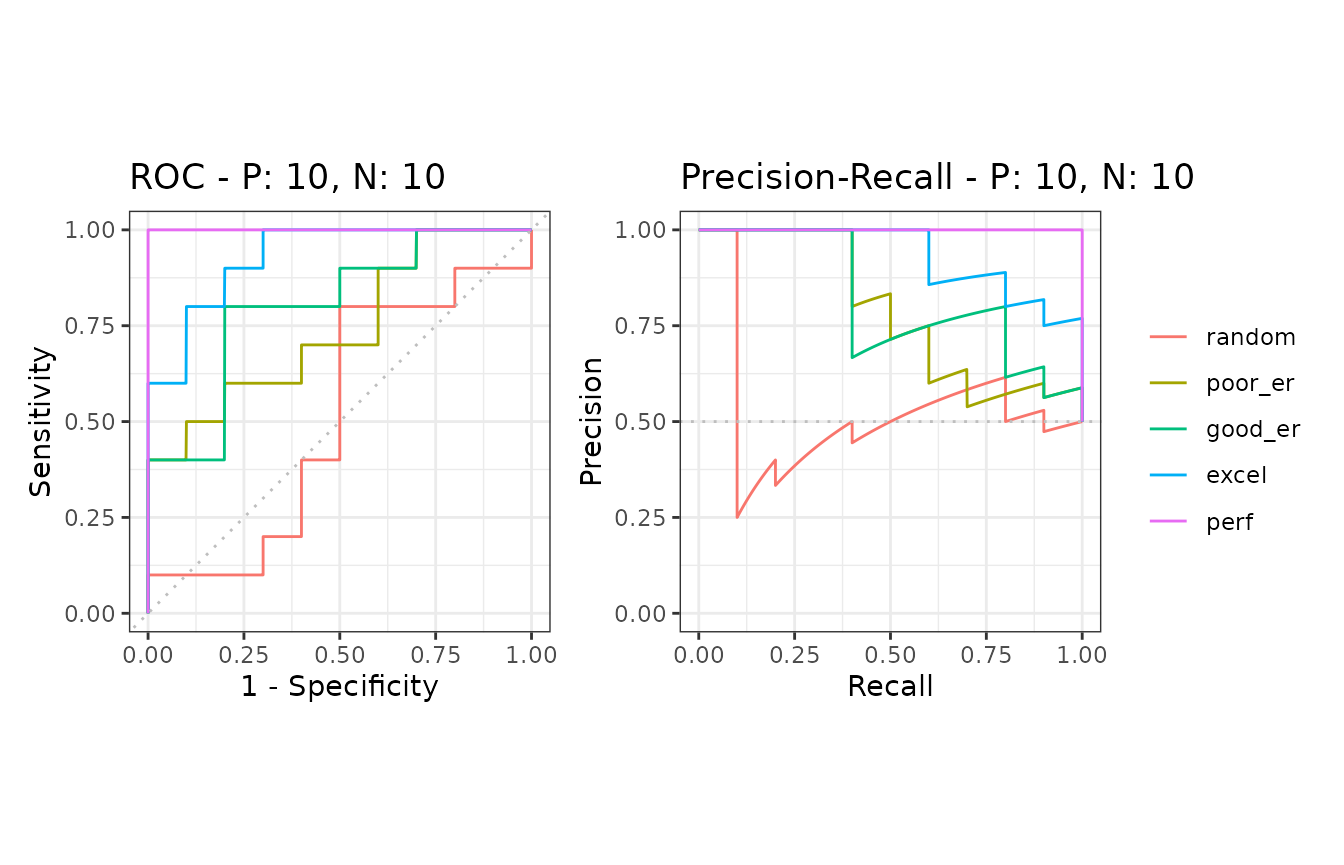 ROC - P: 10, N: 10
Sensitivity
1.00
0.75
0.50
0.25
0.00
0.00 0.25 0.50 0.75 1.00
1 - Specificity
Precision-Recall - P: 10, N: 10
Precision
1.00
0.75
0.50
0.25
0.00
0.00 0.25 0.50 0.75 1.00
Recall
random
poor_er
good_er
excel
perf